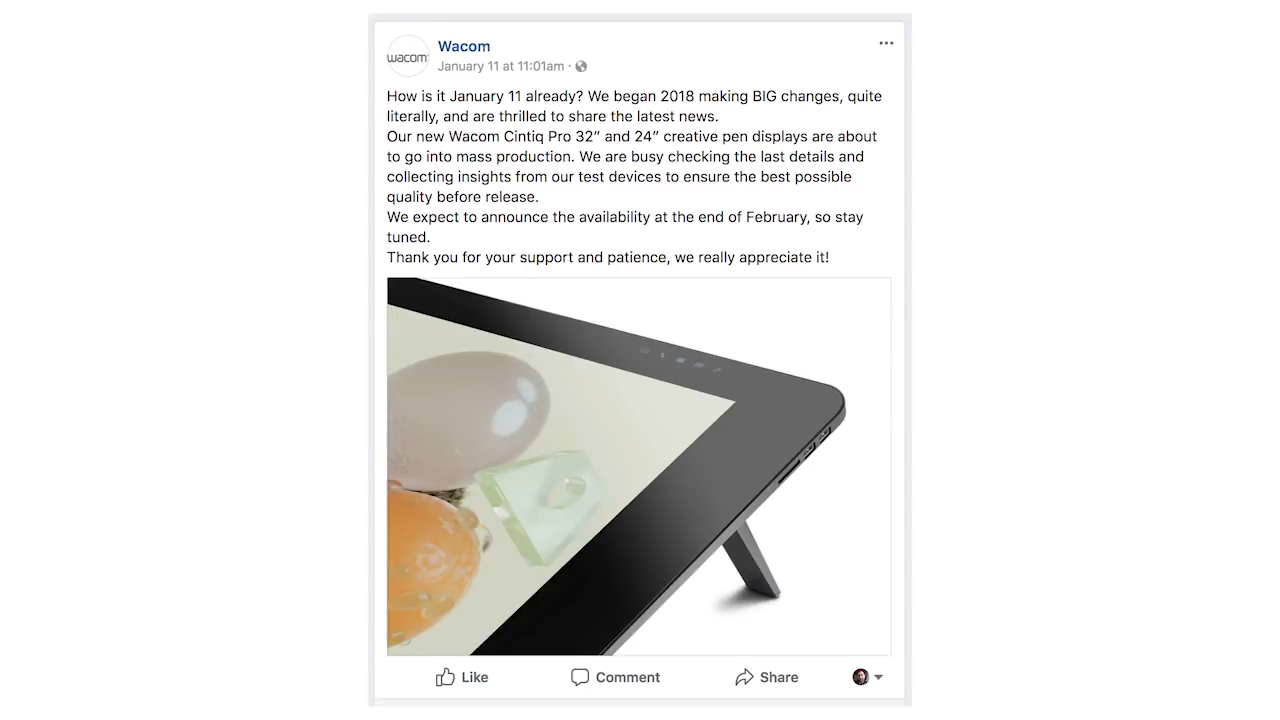 wacom
Wacom
January 11 at 11:01am ·
How is it January 11 already? We began 2018 making BIG changes, quite
literally, and are thrilled to share the latest news.
Our new Wacom Cintiq Pro 32” and 24” creative pen displays are about
to go into mass production. We are busy checking the last details and
collecting insights from our test devices to ensure the best possible
quality before release.
We expect to announce the availability at the end of February, so stay
tuned.
Thank you for your support and patience, we really appreciate it!
Like Comment Share